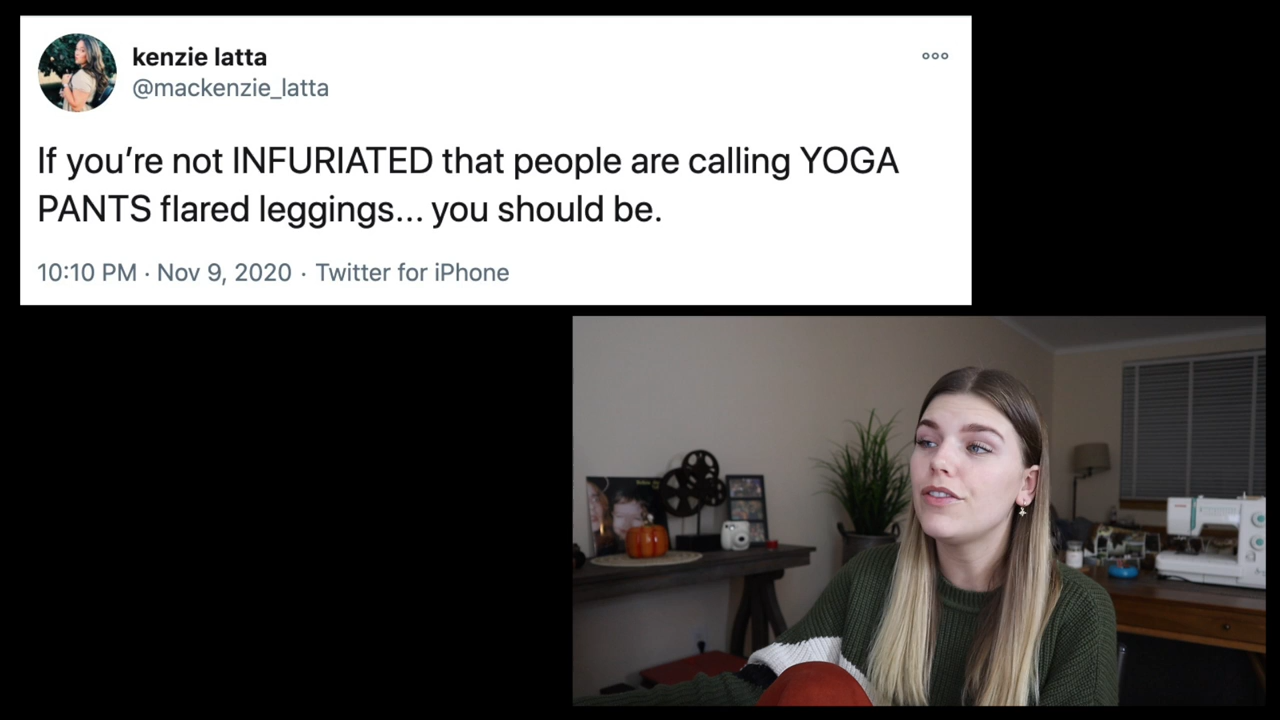 kenzie latta
@mackenzie_latta
If you’re not INFURIATED that people are calling YOGA
PANTS flared leggings... you should be.
10:10 PM · Nov 9, 2020 · Twitter for iPhone